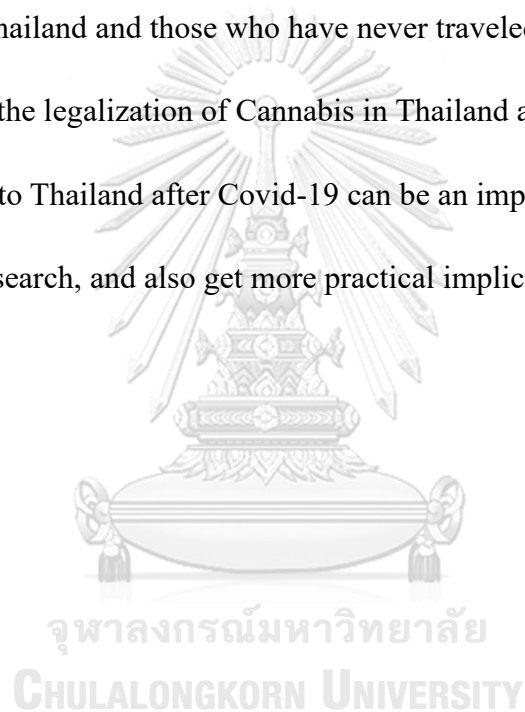 hailand and those who have never traveled
the legalization of Cannabis in Thailand a
to Thailand after Covid-19 can be an imp
search, and also get more practical implic
จุฬาลงกรณ์มหาวิทยาลัย
CHULALONGKORN UNIVERSITY